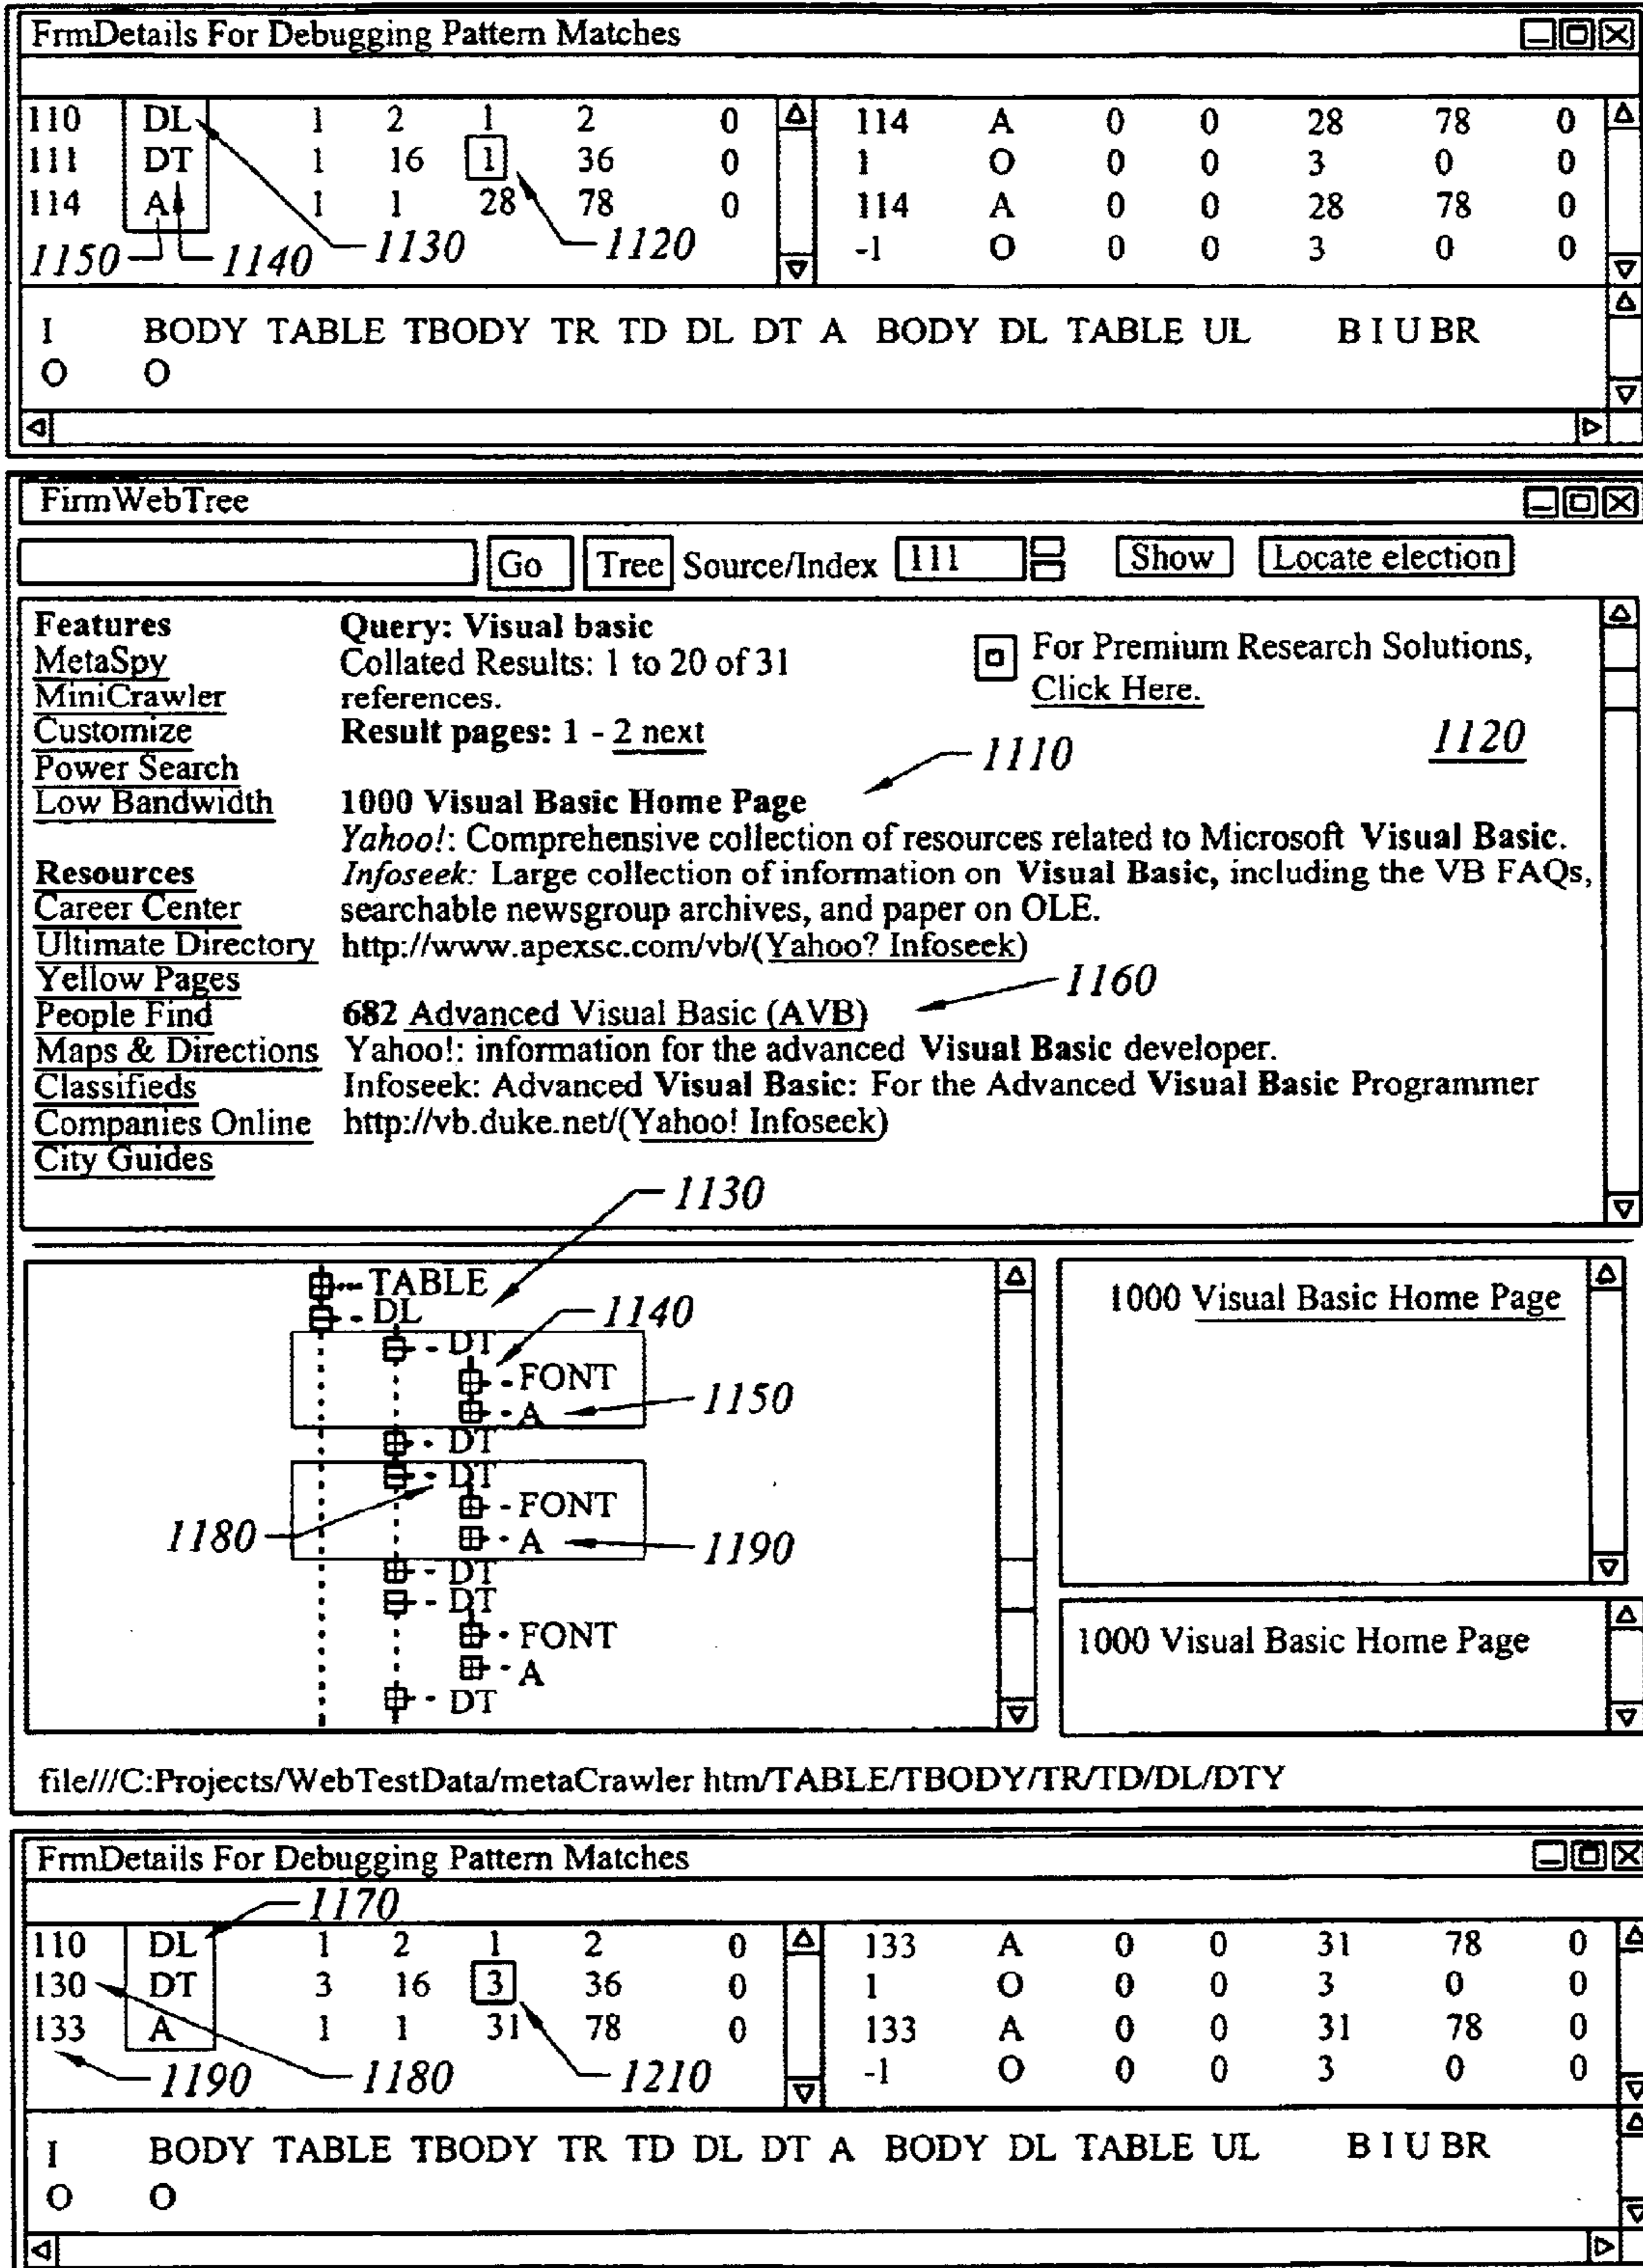 FrmDetails For Debugging Pattern Matches
110 DL 1 2 1 2 0 114 A 0 0 28 78 0
111 DT 1 16 1 36 0 1 O 0 0 3 0 0
114 A 1 1 28 78 0 114 A 0 0 28 78 0
1150 1140 1130 1120 -1 O 0 0 3 0 0
I BODY TABLE TBODY TR TD DL DT A BODY DL TABLE UL B I U BR
O O
FirmWebTree
Go Tree Source/Index 111 Show Locate election
Features Query: Visual basic
MetaSpy Collated Results: 1 to 20 of 31 For Premium Research Solutions,
MiniCrawler references. Click Here.
Customize Result pages: 1 - 2 next 1110 1120
Power Search
Low Bandwidth 1000 Visual Basic Home Page
Yahoo!: Comprehensive collection of resources related to Microsoft Visual Basic.
Resources Infoseek: Large collection of information on Visual Basic, including the VB FAQs,
Career Center searchable newsgroup archives, and paper on OLE.
Ultimate Directory http://www.apexsc.com/vb/(Yahoo? Infoseek)
Yellow Pages 1160
People Find 682 Advanced Visual Basic (AVB)
Maps & Directions Yahoo!: information for the advanced Visual Basic developer.
Classifieds Infoseek: Advanced Visual Basic: For the Advanced Visual Basic Programmer
Companies Online http://vb.duke.net/(Yahoo! Infoseek)
City Guides
1130
TABLE 1000 Visual Basic Home Page
DL 1140
DT
FONT
A 1150
DT
DT
FONT
1180 A 1190
DT
DT
FONT 1000 Visual Basic Home Page
A
DT
file///C:Projects/WebTestData/metaCrawler htm/TABLE/TBODY/TR/TD/DL/DTY
FrmDetails For Debugging Pattern Matches
1170
110 DL 1 2 1 2 0 133 A 0 0 31 78 0
130 DT 3 16 3 36 0 1 O 0 0 3 0 0
133 A 1 1 31 78 0 133 A 0 0 31 78 0
1190 1180 1210 -1 O 0 0 3 0 0
I BODY TABLE TBODY TR TD DL DT A BODY DL TABLE UL B I U BR
O O